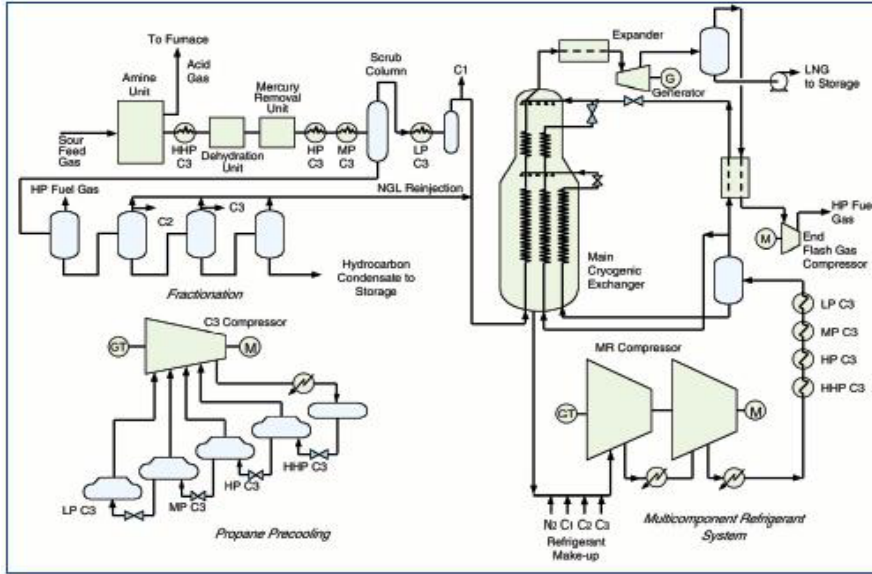 To Furnace
Acid
Gas
Amine
Unit
Mercury
Removal
Unit
Scrub
Column
C1
Expander
G
Generator
LNG
to Storage
Sour
Feed
Gas
HHP
C3
Dehydration
Unit
HP
C3
MP
C3
LP
C3
HP Fuel Gas
NGL Reinjection
C2
C3
Hydrocarbon
Condensate to
Storage
Fractionation
Main
Cryogenic
Exchanger
HP Fuel
Gas
M
End
Flash Gas
Compressor
LP C3
MP C3
HP C3
HHP C3
C3 Compressor
GT
M
HHP C3
HP C3
MP C3
LP C3
Propane Precooling
MR Compressor
GT
M
N2 C1 C2 C3
Refrigerant
Make-up
Multicomponent Refrigerant
System